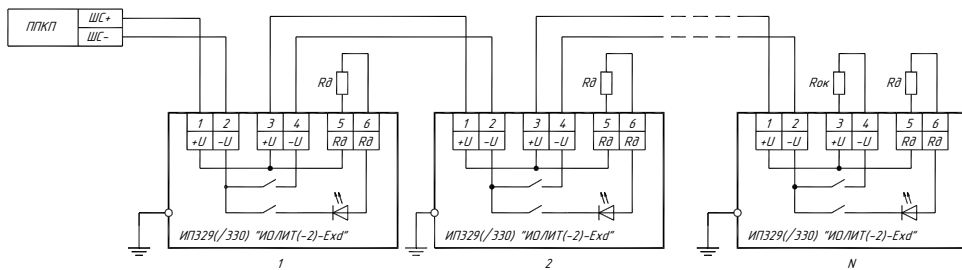 ППКП ШС+
ШС-
Rд Rд Rок Rд
1 2 3 4 5 6 1 2 3 4 5 6 1 2 3 4 5 6
+U -U +U -U Rд Rд +U -U +U -U Rд Rд +U -U +U -U Rд Rд
ИП329(/330) "ИОЛИТ(-2)-Exd" ИП329(/330) "ИОЛИТ(-2)-Exd" ИП329(/330) "ИОЛИТ(-2)-Exd"
1 2 N